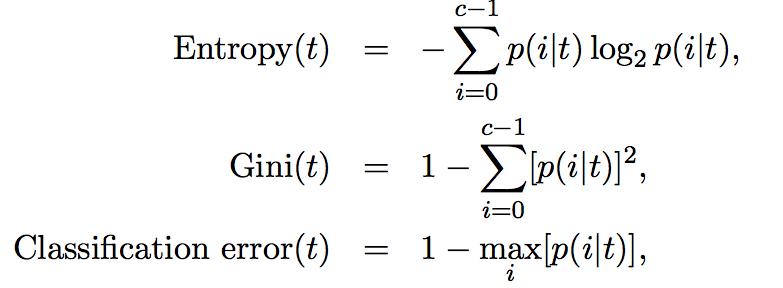 Entropy(t) = − ∑_{i=0}^{c−1} p(i|t) log₂ p(i|t),
Gini(t) = 1 − ∑_{i=0}^{c−1} [p(i|t)]²,
Classification error(t) = 1 − max_i [p(i|t)],